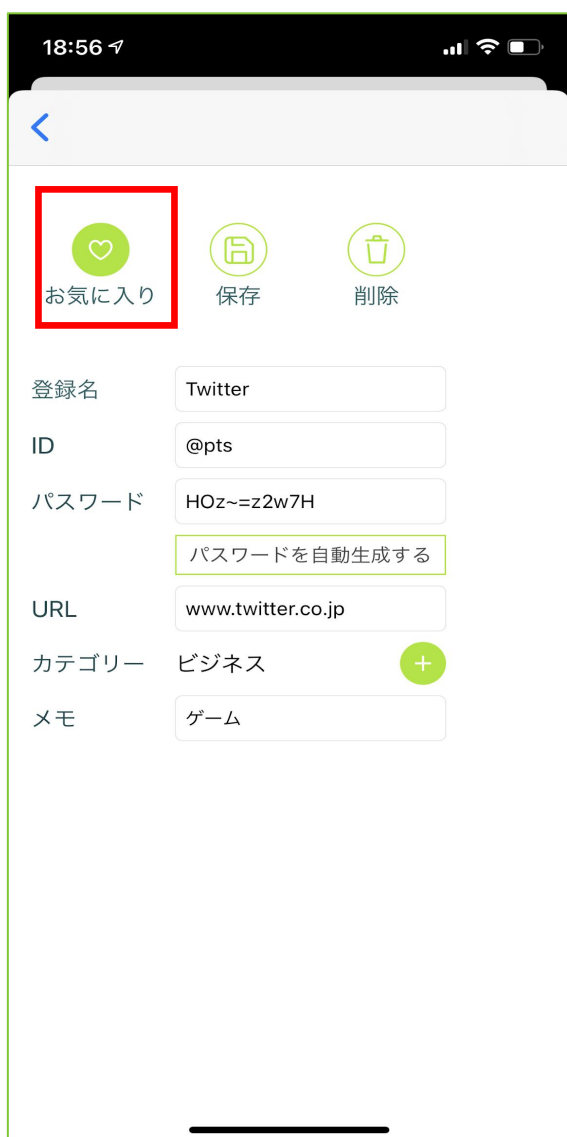 18:56
お気に入り 保存 削除
登録名 Twitter
ID @pts
パスワード HOz~=z2w7H
パスワードを自動生成する
URL www.twitter.co.jp
カテゴリー ビジネス
メモ ゲーム